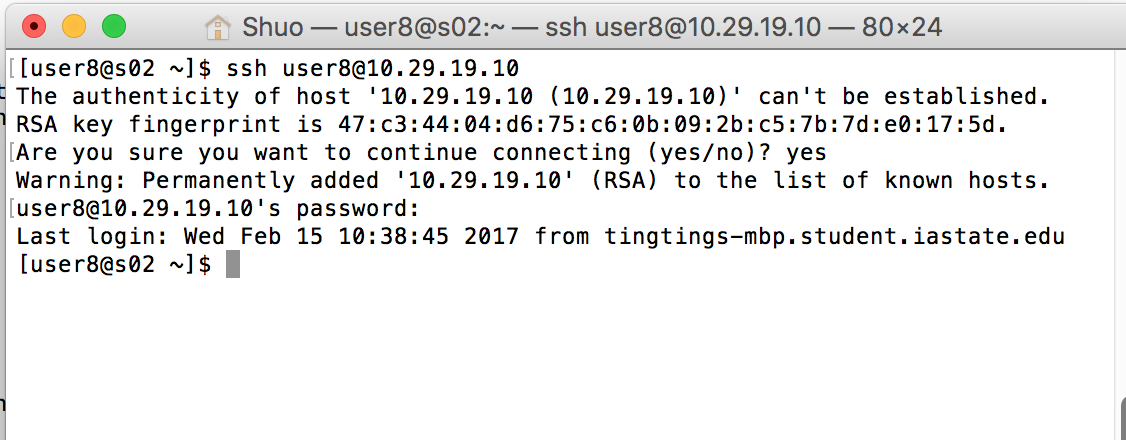 Shuo — user8@s02:~ — ssh user8@10.29.19.10 — 80×24
[[user8@s02 ~]$ ssh user8@10.29.19.10
The authenticity of host '10.29.19.10 (10.29.19.10)' can't be established.
RSA key fingerprint is 47:c3:44:04:d6:75:c6:0b:09:2b:c5:7b:7d:e0:17:5d.
[Are you sure you want to continue connecting (yes/no)? yes
Warning: Permanently added '10.29.19.10' (RSA) to the list of known hosts.
[user8@10.29.19.10's password:
Last login: Wed Feb 15 10:38:45 2017 from tingtings-mbp.student.iastate.edu
[user8@s02 ~]$